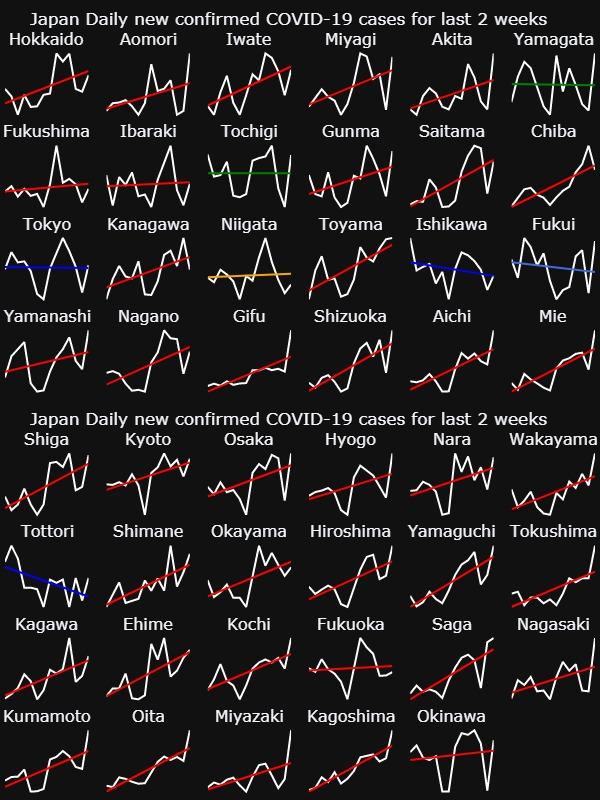 Japan Daily new confirmed COVID-19 cases for last 2 weeks
Hokkaido Aomori Iwate Miyagi Akita Yamagata
Fukushima Ibaraki Tochigi Gunma Saitama Chiba
Tokyo Kanagawa Niigata Toyama Ishikawa Fukui
Yamanashi Nagano Gifu Shizuoka Aichi Mie
Japan Daily new confirmed COVID-19 cases for last 2 weeks
Shiga Kyoto Osaka Hyogo Nara Wakayama
Tottori Shimane Okayama Hiroshima Yamaguchi Tokushima
Kagawa Ehime Kochi Fukuoka Saga Nagasaki
Kumamoto Oita Miyazaki Kagoshima Okinawa